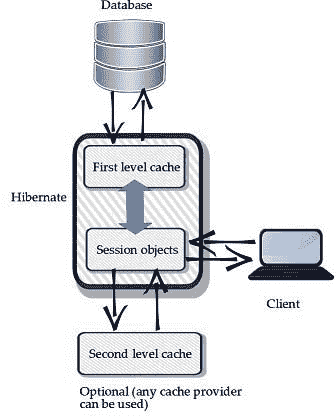 Database
First level cache
Hibernate
Session objects
Client
Second level cache
Optional (any cache provider
can be used)